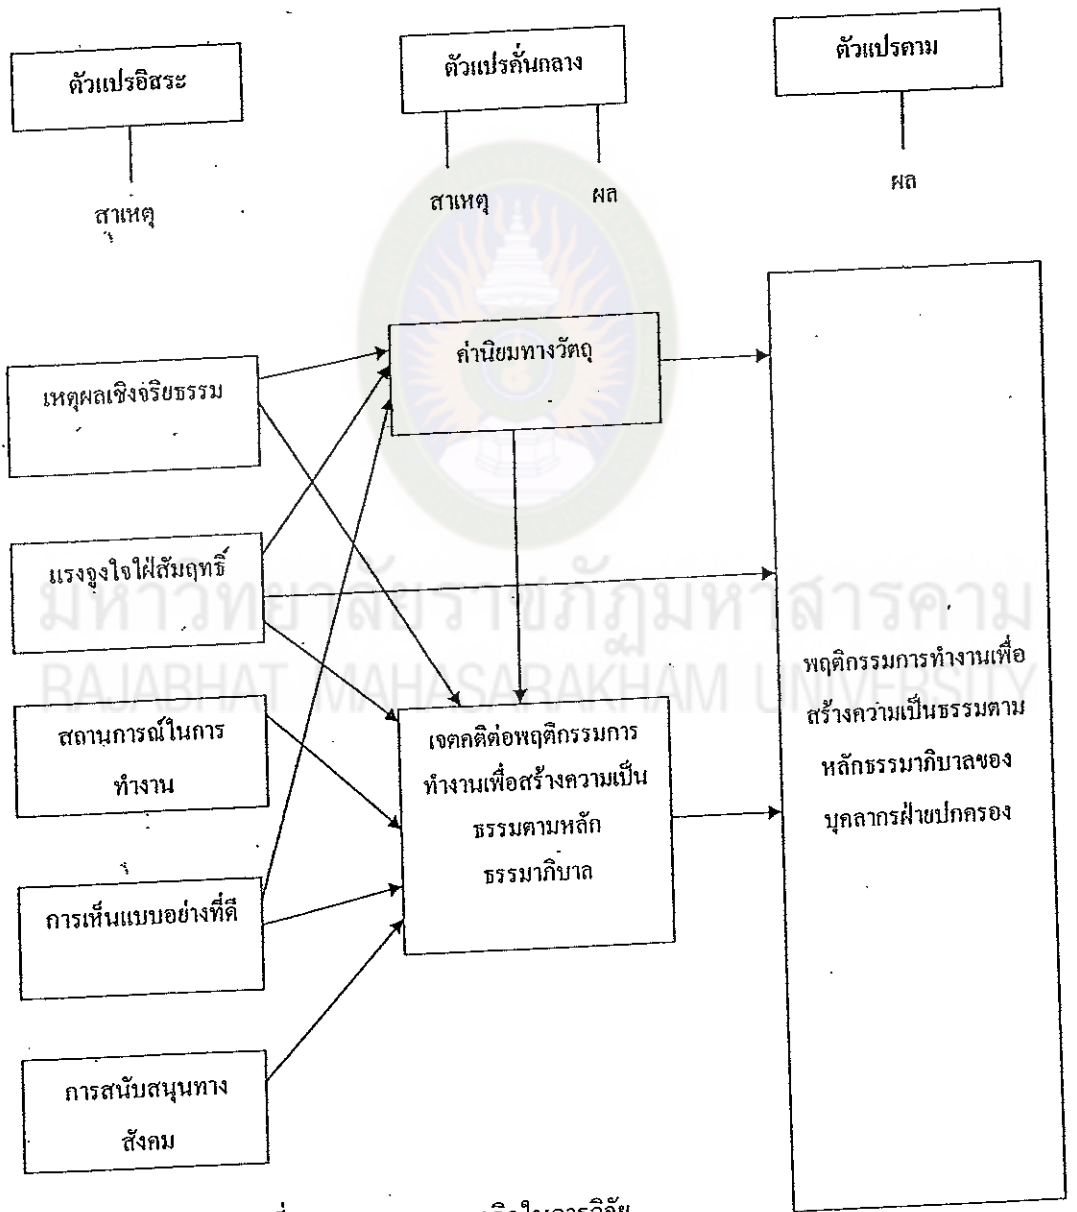 ตัวแปรอิสระ
ตัวแปรคั่นกลาง
ตัวแปรตาม
สาเหตุ
สาเหตุ
ผล
ผล
เหตุผลเชิงจริยธรรม
แรงจูงใจใฝ่สัมฤทธิ์
สถานการณ์ในการ
ทำงาน
การเห็นแบบอย่างที่ดี
การสนับสนุนทาง
สังคม
ค่านิยมทางวัตถุ
เจตคติต่อพฤติกรรมการ
ทำงานเพื่อสร้างความเป็น
ธรรมตามหลัก
ธรรมาภิบาล
พฤติกรรมการทำงานเพื่อ
สร้างความเป็นธรรมตาม
หลักธรรมาภิบาลของ
บุคลากรฝ่ายปกครอง
มหาวิทยาลัยราชภัฏมหาสารคาม
RAJABHAT MAHASARAKHAM UNIVERSITY